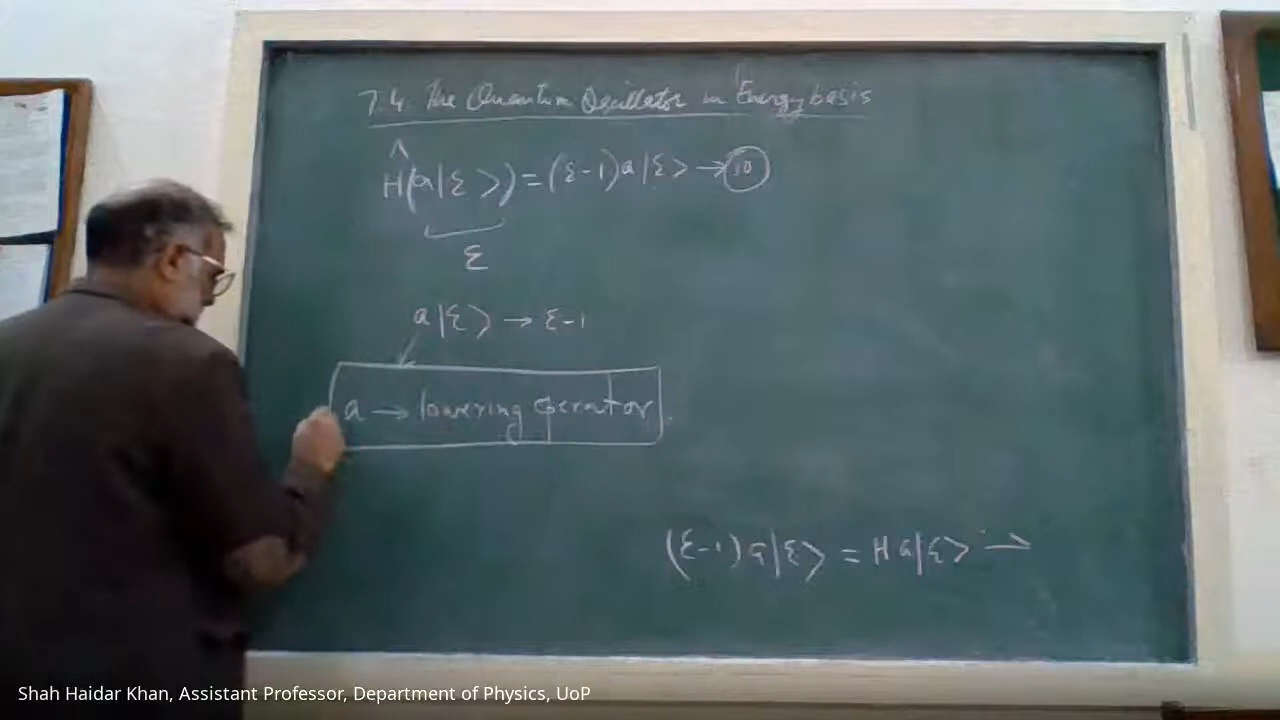 7.4. The Quantum Oscillator in Energy basis
Ĥ(a|ε>) = (ε-1)a|ε> → 10
ε
a|ε> → ε-1
a → lowering operator.
(ε-1)a|ε> = H a|ε> →
Shah Haidar Khan, Assistant Professor, Department of Physics, UoP